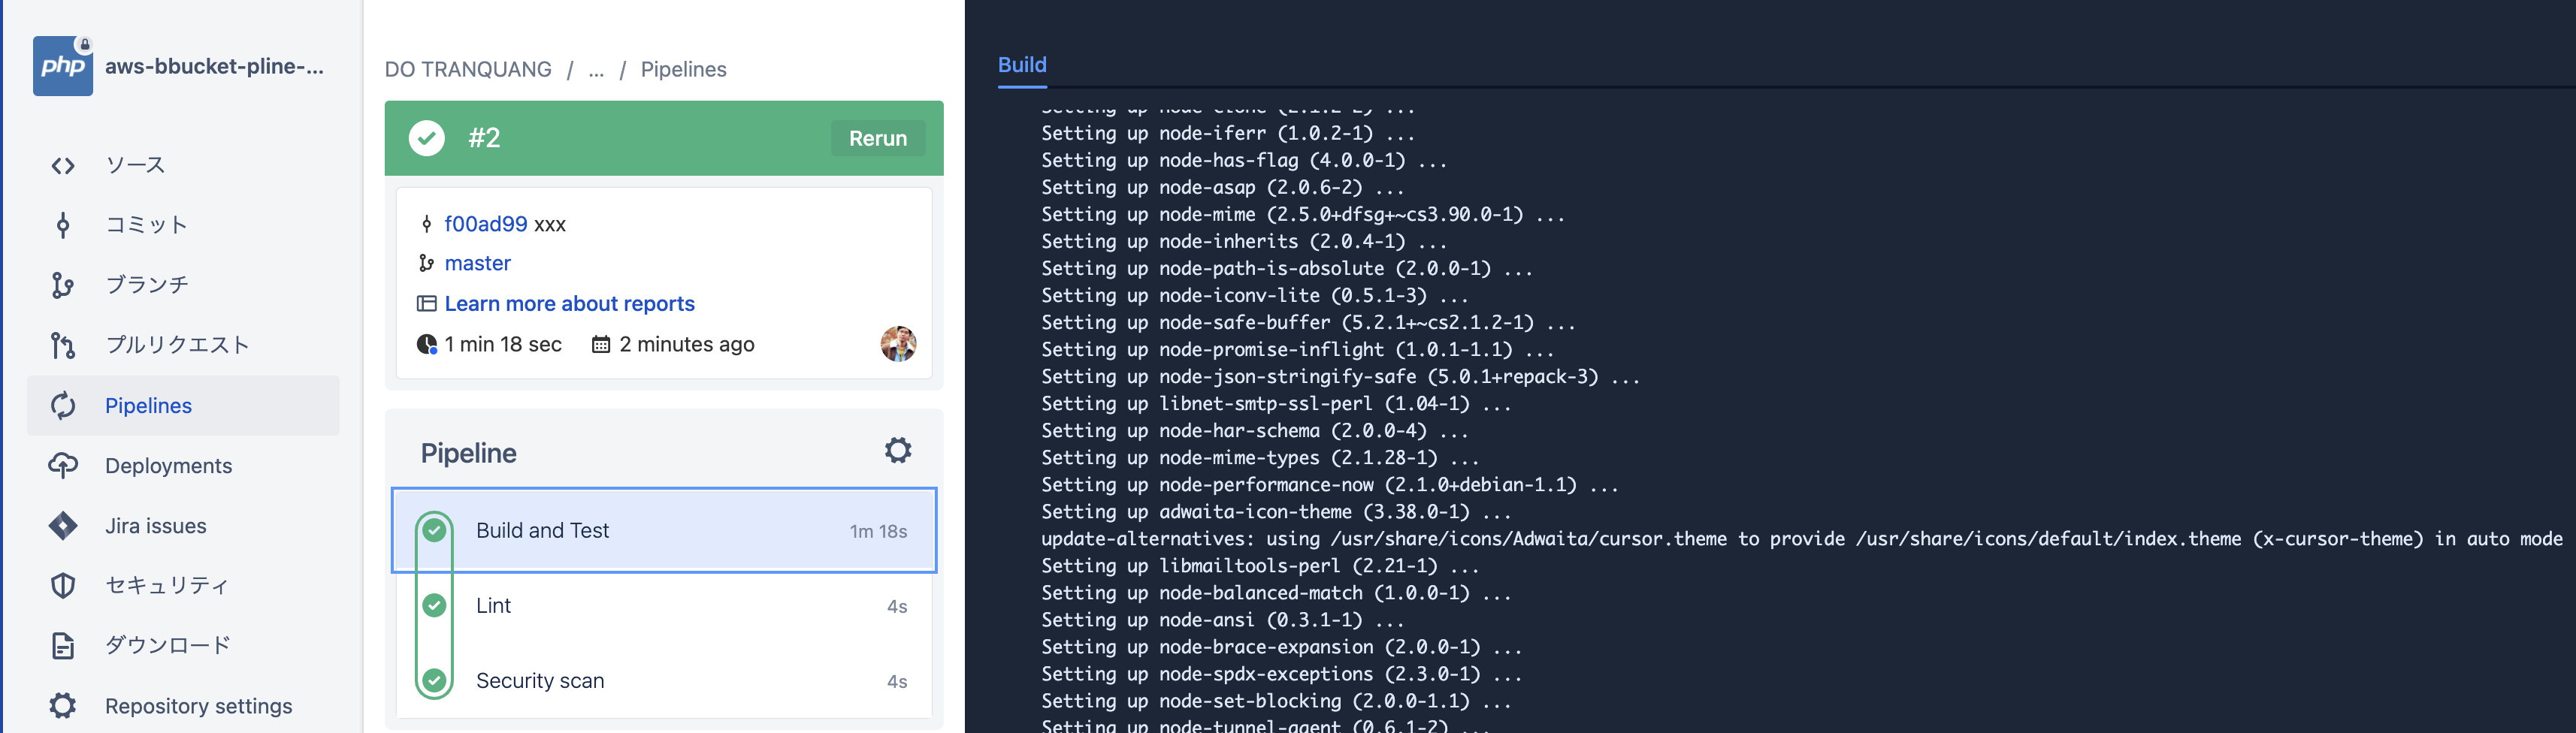 php
aws-bbucket-pline-...
ソース
コミット
ブランチ
プルリクエスト
Pipelines
Deployments
Jira issues
セキュリティ
ダウンロード
Repository settings
DO TRANQUANG / ... / Pipelines
#2
Rerun
f00ad99 xxx
master
Learn more about reports
1 min 18 sec 2 minutes ago
Pipeline
Build and Test 1m 18s
Lint 4s
Security scan 4s
Build
Setting up node-clone (2.1.2-2) ...
Setting up node-iferr (1.0.2-1) ...
Setting up node-has-flag (4.0.0-1) ...
Setting up node-asap (2.0.6-2) ...
Setting up node-mime (2.5.0+dfsg+~cs3.90.0-1) ...
Setting up node-inherits (2.0.4-1) ...
Setting up node-path-is-absolute (2.0.0-1) ...
Setting up node-iconv-lite (0.5.1-3) ...
Setting up node-safe-buffer (5.2.1+~cs2.1.2-1) ...
Setting up node-promise-inflight (1.0.1-1.1) ...
Setting up node-json-stringify-safe (5.0.1+repack-3) ...
Setting up libnet-smtp-ssl-perl (1.04-1) ...
Setting up node-har-schema (2.0.0-4) ...
Setting up node-mime-types (2.1.28-1) ...
Setting up node-performance-now (2.1.0+debian-1.1) ...
Setting up adwaita-icon-theme (3.38.0-1) ...
update-alternatives: using /usr/share/icons/Adwaita/cursor.theme to provide /usr/share/icons/default/index.theme (x-cursor-theme) in auto mode
Setting up libmailtools-perl (2.21-1) ...
Setting up node-balanced-match (1.0.0-1) ...
Setting up node-ansi (0.3.1-1) ...
Setting up node-brace-expansion (2.0.0-1) ...
Setting up node-spdx-exceptions (2.3.0-1) ...
Setting up node-set-blocking (2.0.0-1.1) ...
Setting up node-tunnel-agent (0.6.1-2) ...